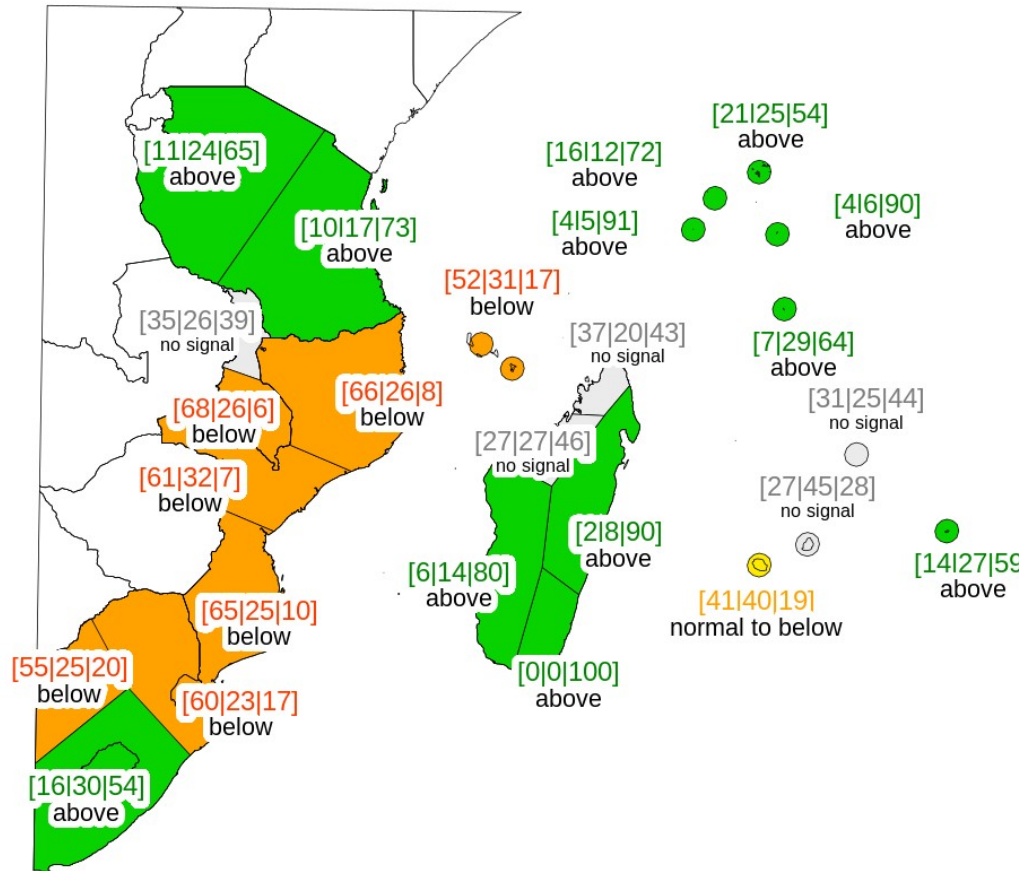 [21|25|54]
above
[16|12|72]
above
[11|24|65]
above
[4|5|91]
above
[4|6|90]
above
[10|17|73]
above
[52|31|17]
below
[35|26|39]
no signal
[37|20|43]
no signal
[7|29|64]
above
[66|26|8]
below
[68|26|6]
below
[31|25|44]
no signal
[27|27|46]
no signal
[61|32|7]
below
[27|45|28]
no signal
[2|8|90]
above
[6|14|80]
above
[14|27|59
above
[65|25|10]
below
[41|40|19]
normal to below
[55|25|20]
below
[0|0|100]
above
[60|23|17]
below
[16|30|54]
above